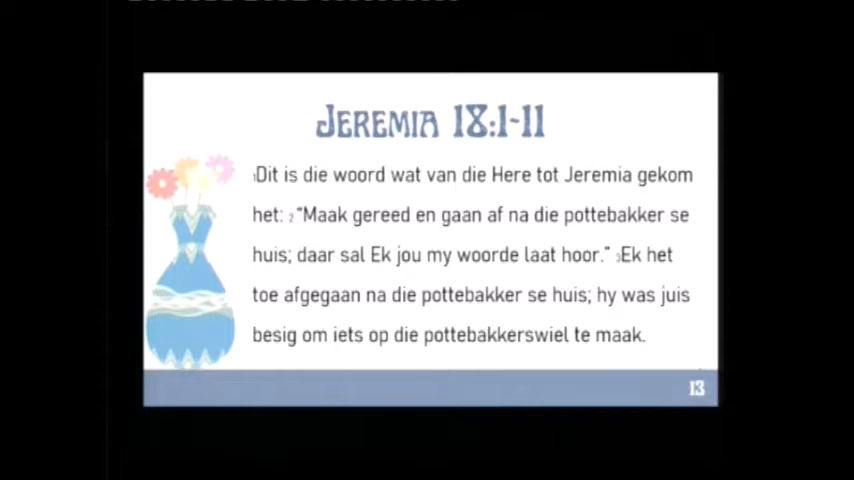 JEREMIA 18:1-11
1Dit is die woord wat van die Here tot Jeremia gekom
het: 2 "Maak gereed en gaan af na die pottebakker se
huis; daar sal Ek jou my woorde laat hoor." 3Ek het
toe afgegaan na die pottebakker se huis; hy was juis
besig om iets op die pottebakkerswiel te maak.
13